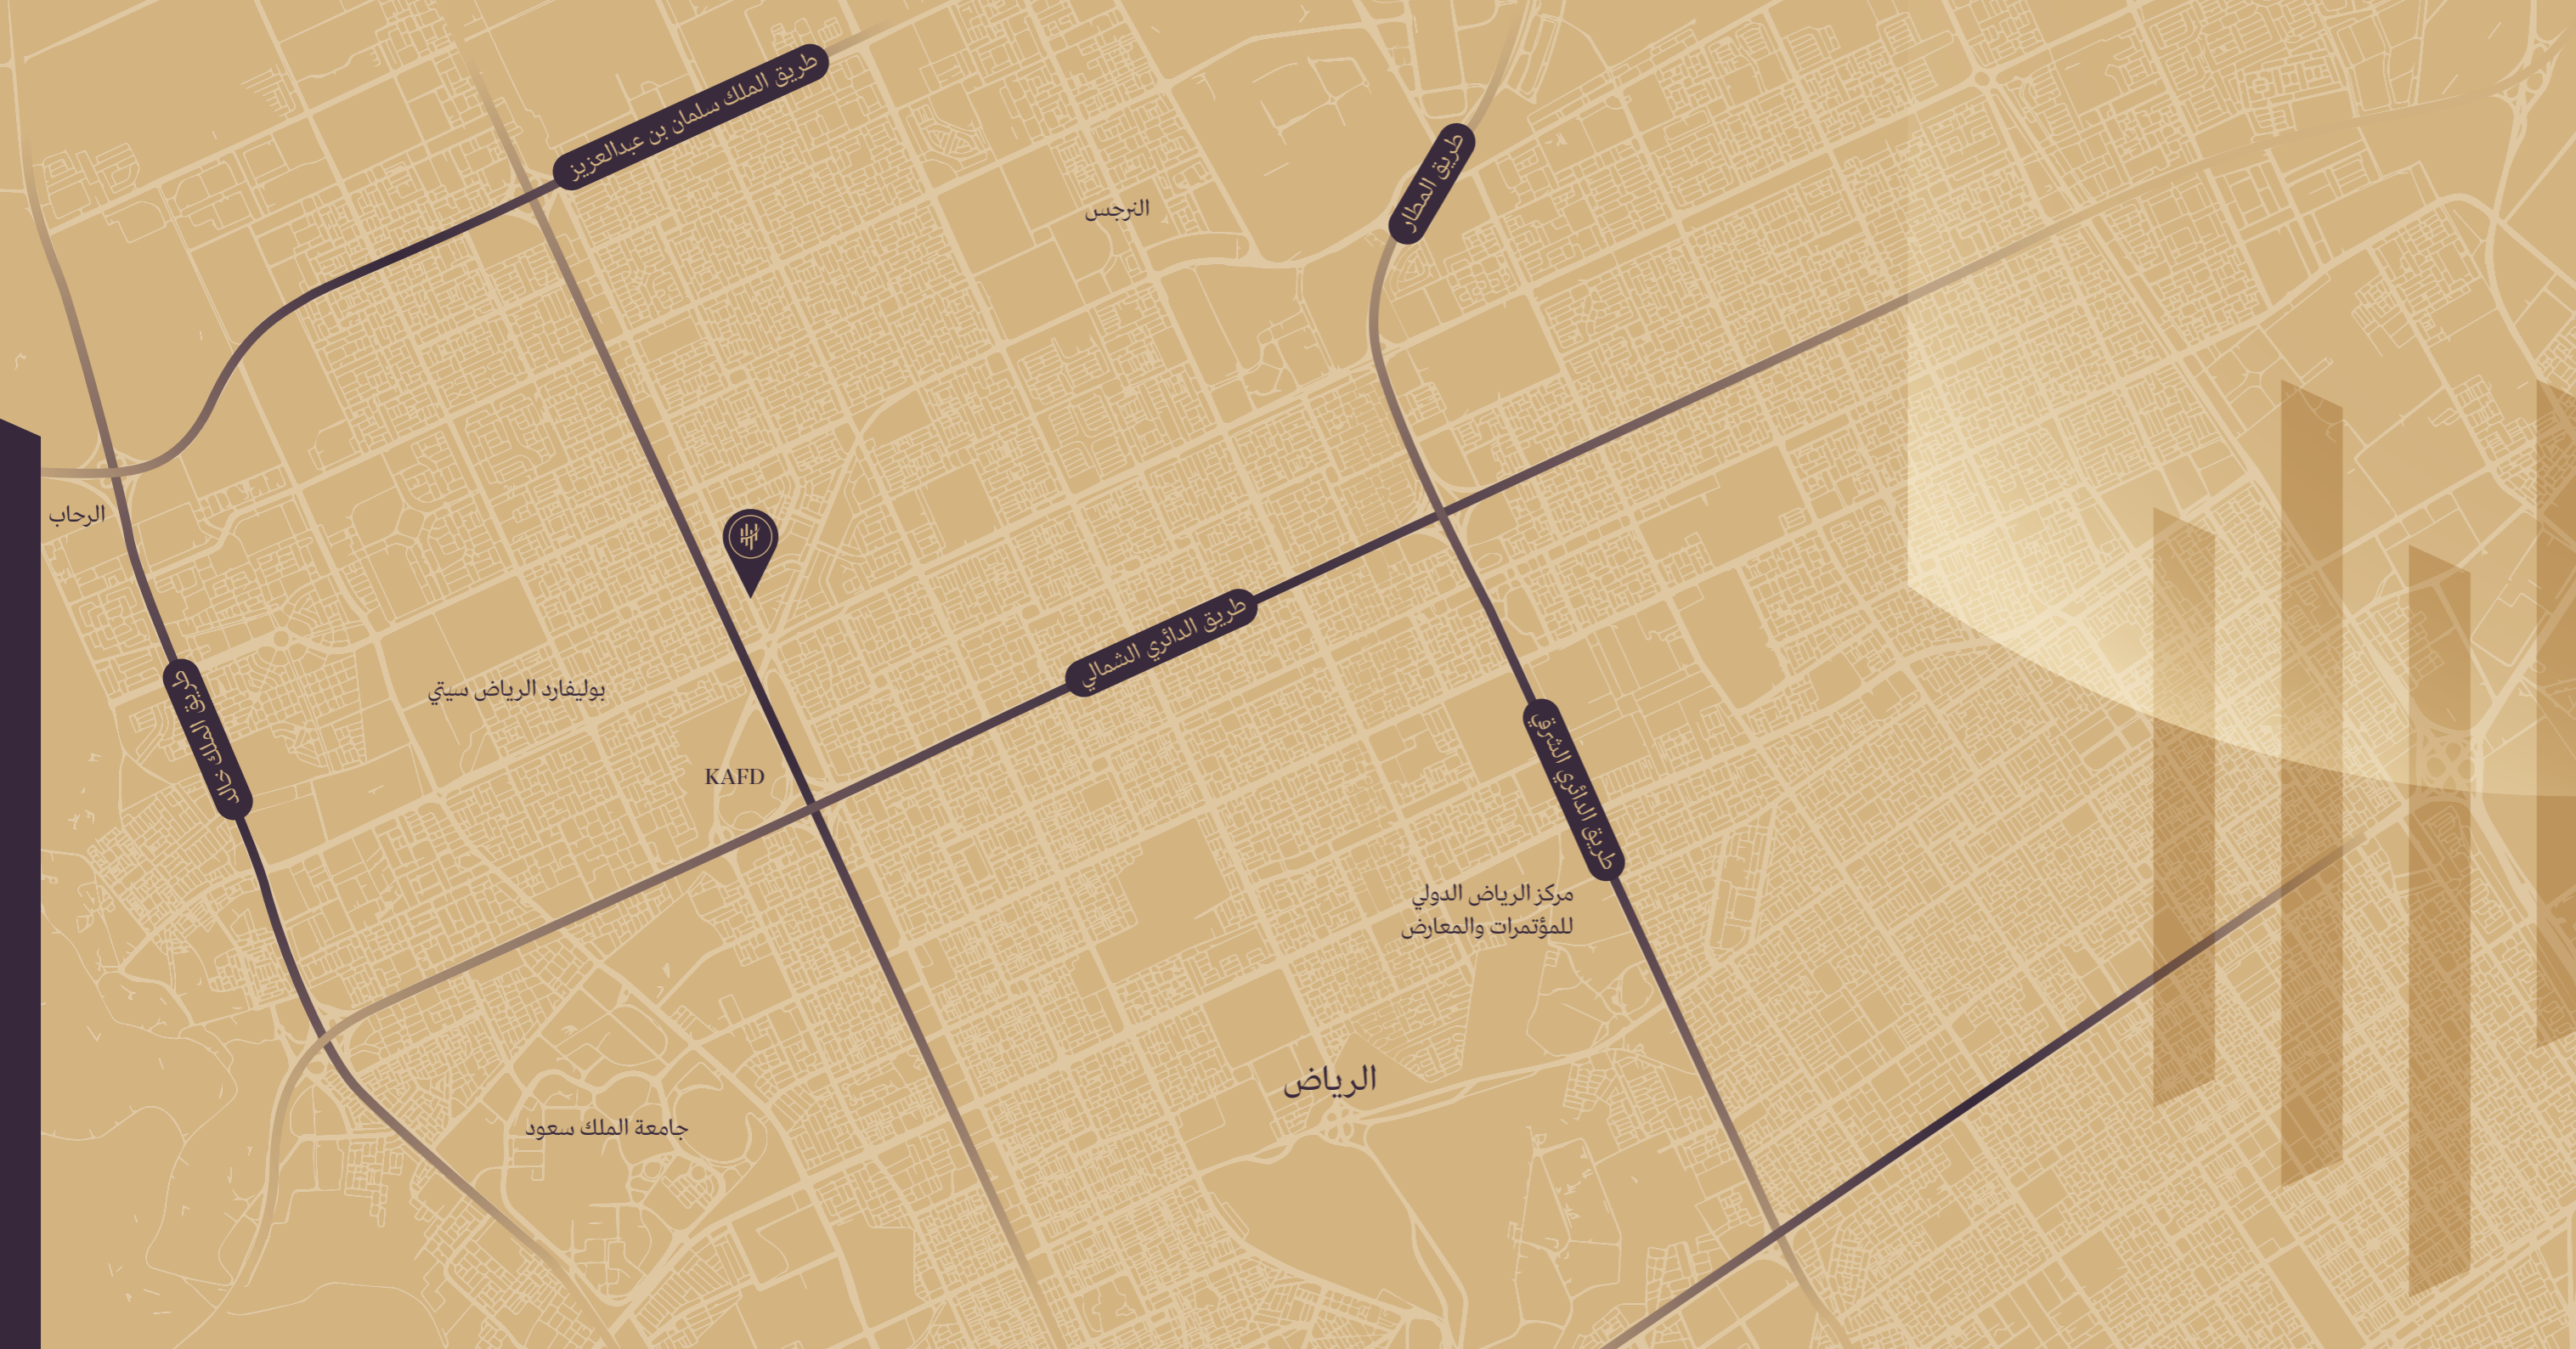 طريق الملك سلمان بن عبدالعزيز
طريق المطار
النرجس
الرحاب
طريق الدائري الشمالي
بوليفارد الرياض سيتي
طريق الملك خالد
KAFD
طريق الدائري الشرقي
مركز الرياض الدولي
للمؤتمرات والمعارض
الرياض
جامعة الملك سعود